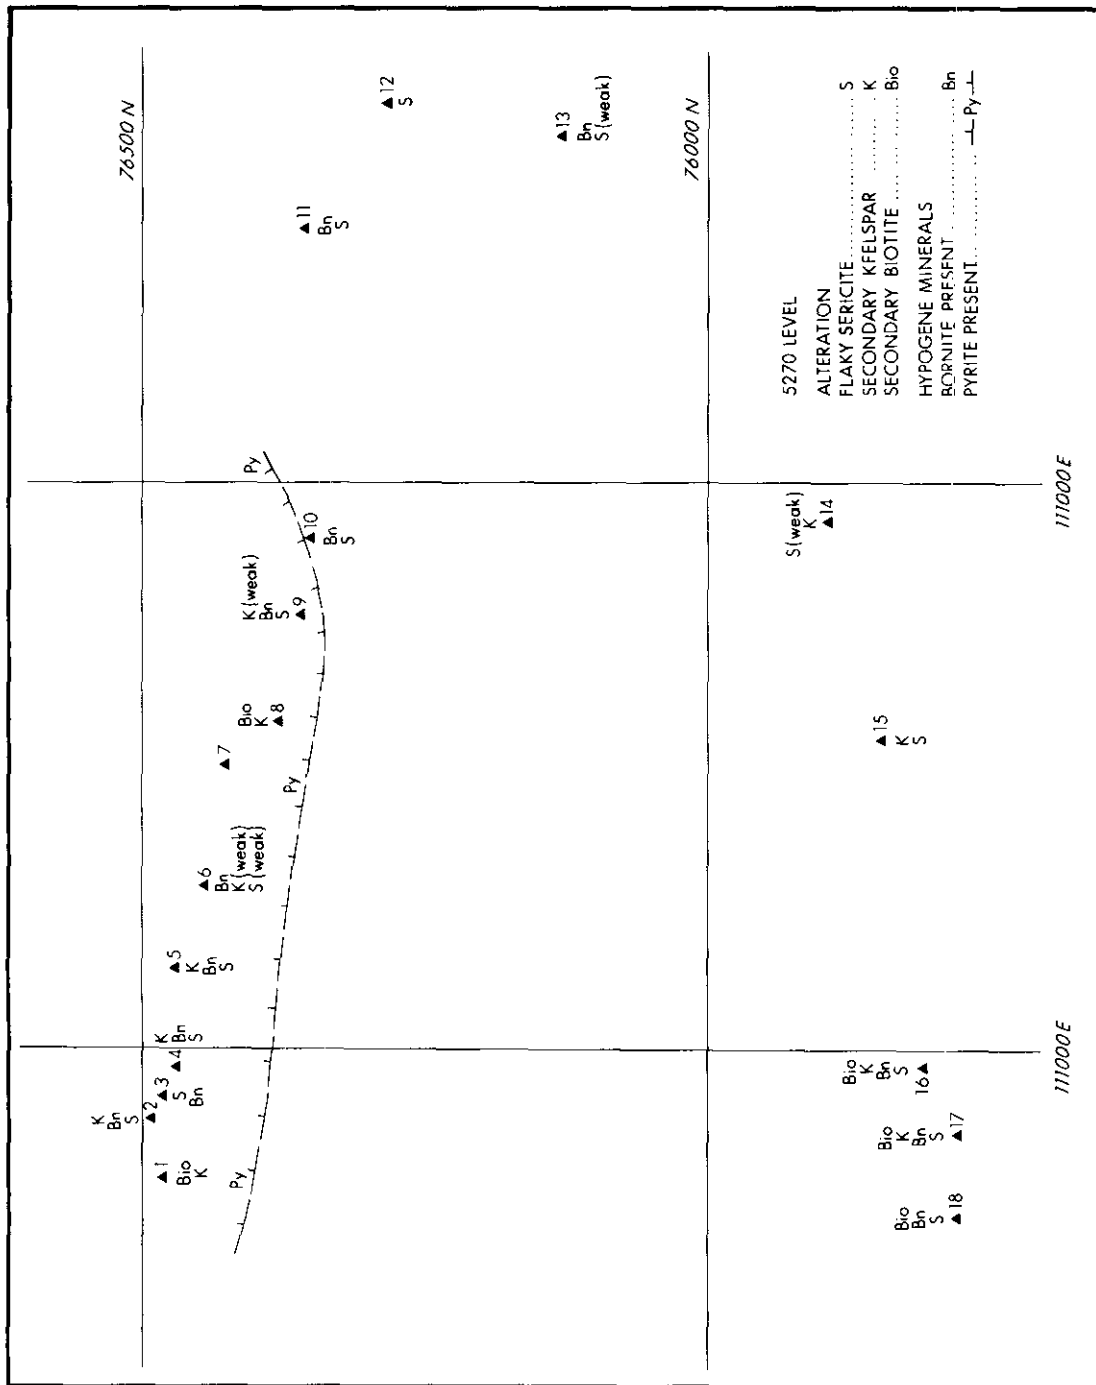 76500 N
76000 N
111000E
111000E
▲1
Bio
K
K
Bn
S
▲2
▲3
S
Bn
K
Bn
S
▲4
▲5
K
Bn
S
▲6
Bn
K (weak)
S (weak)
▲7
Bio
K
▲8
K (weak)
Bn
S
▲9
▲10
Bn
S
▲11
Bn
S
▲12
S
▲13
Bn
S (weak)
S (weak)
K
▲14
▲15
K
S
Bio
K
Bn
S
16▲
Bio
K
Bn
S
▲17
Bio
Bn
S
▲18
Py
Py
Py
5270 LEVEL
ALTERATION
FLAKY SERICITE .............. S
SECONDARY KFELSPAR ........ K
SECONDARY BIOTITE ..... Bio
HYPOGENE MINERALS
BORNITE PRESENT ............ Bn
PYRITE PRESENT ......... Py